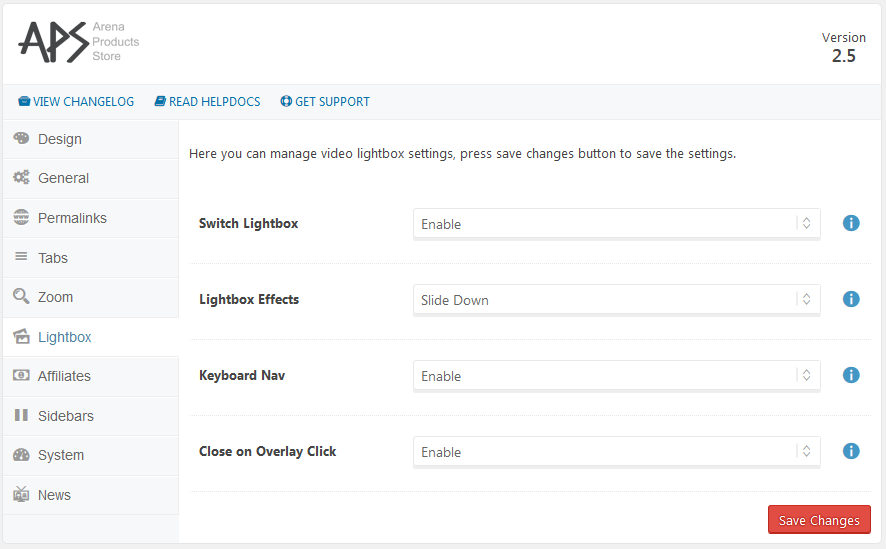 APS
Arena
Products
Store
Version
2.5
VIEW CHANGELOG READ HELPDOCS GET SUPPORT
Design
General
Permalinks
Tabs
Zoom
Lightbox
Affiliates
Sidebars
System
News
Here you can manage video lightbox settings, press save changes button to save the settings.
Switch Lightbox Enable
Lightbox Effects Slide Down
Keyboard Nav Enable
Close on Overlay Click Enable
Save Changes